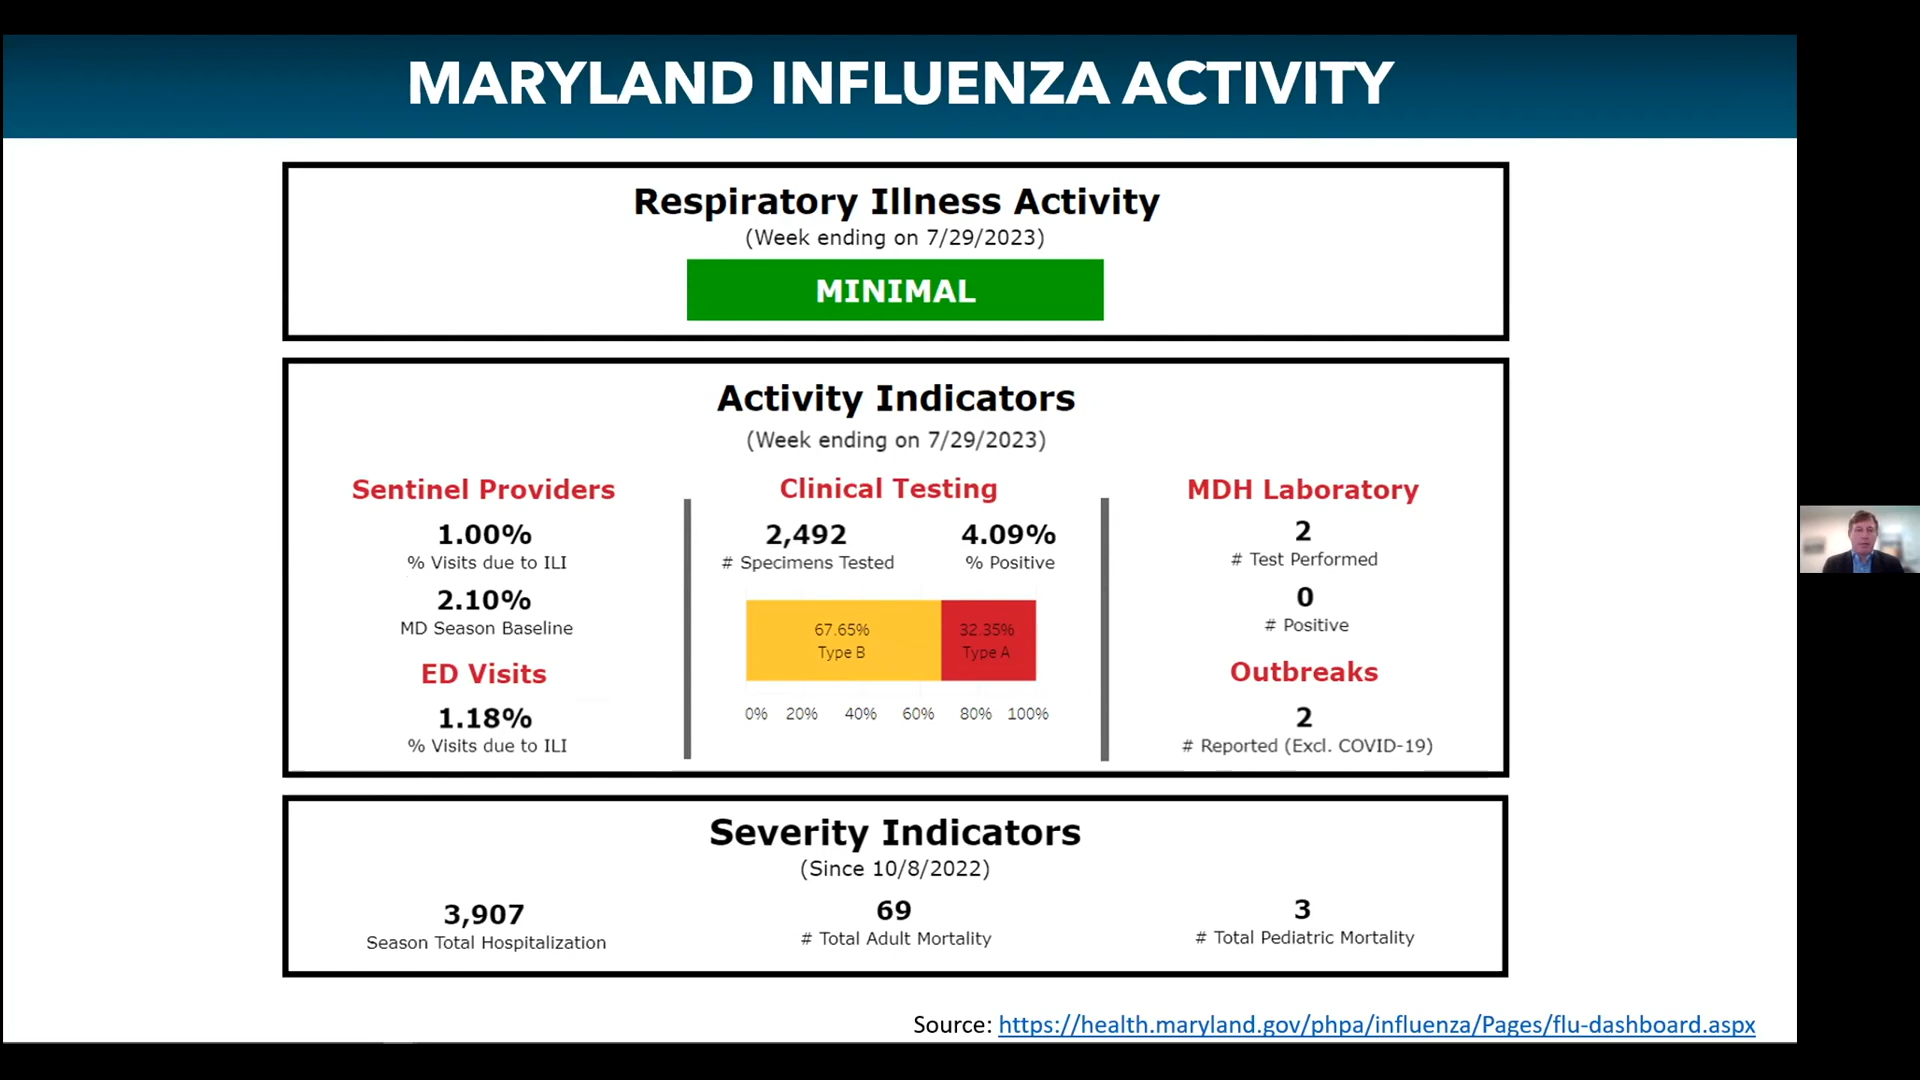 MARYLAND INFLUENZA ACTIVITY
Respiratory Illness Activity
(Week ending on 7/29/2023)
MINIMAL
Activity Indicators
(Week ending on 7/29/2023)
Sentinel Providers
1.00%
% Visits due to ILI
2.10%
MD Season Baseline
ED Visits
1.18%
% Visits due to ILI
Clinical Testing
2,492 4.09%
# Specimens Tested % Positive
67.65% 32.35%
Type B Type A
0% 20% 40% 60% 80% 100%
MDH Laboratory
2
# Test Performed
0
# Positive
Outbreaks
2
# Reported (Excl. COVID-19)
Severity Indicators
(Since 10/8/2022)
3,907
Season Total Hospitalization
69
# Total Adult Mortality
3
# Total Pediatric Mortality
Source: https://health.maryland.gov/phpa/influenza/Pages/flu-dashboard.aspx